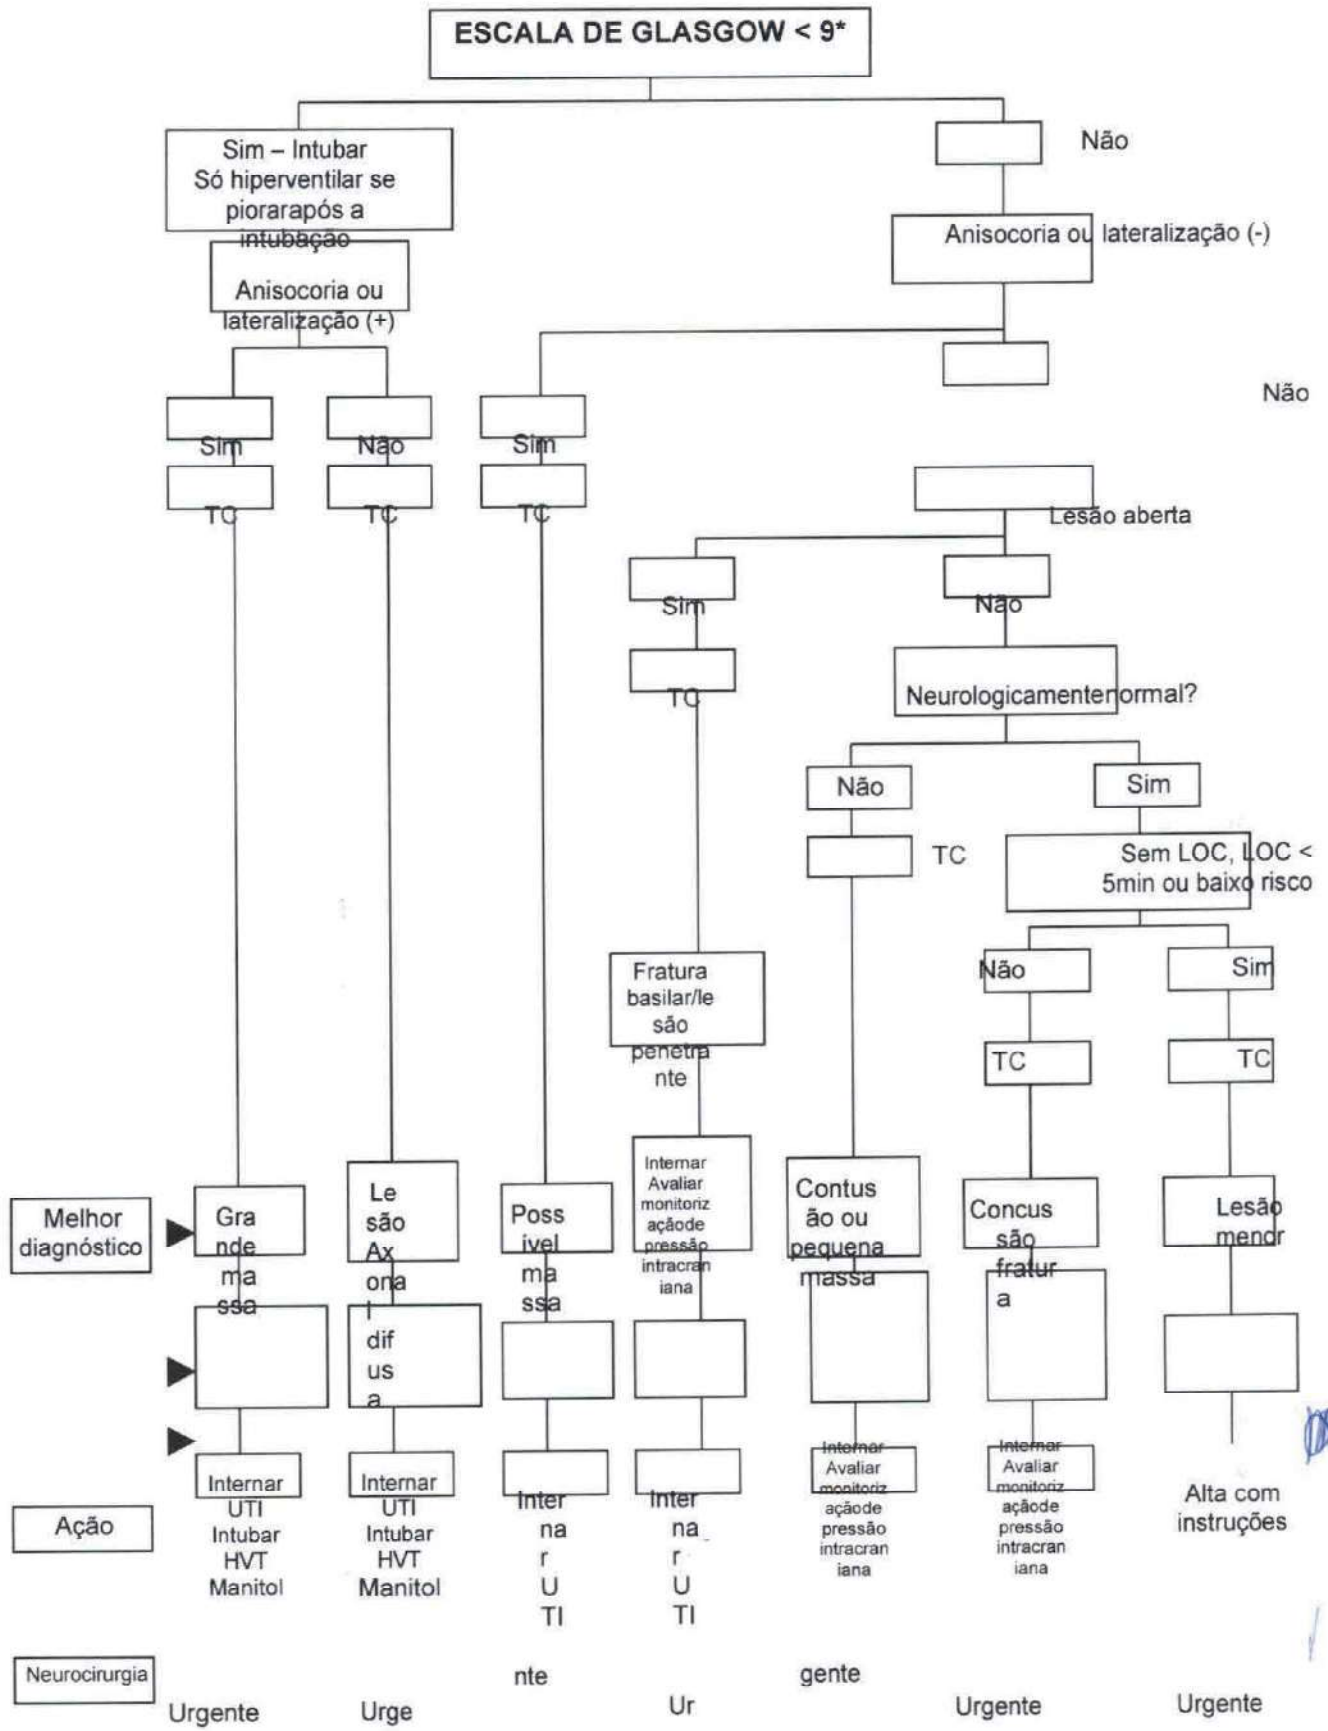 ESCALA DE GLASGOW < 9*
Sim – Intubar
Só hiperventilar se
piorarapós a
intubação
Não
Anisocoria ou lateralização (-)
Anisocoria ou
lateralização (+)
Não
Sim
Não
Sim
TC
TC
TC
Lesão aberta
Sim
Não
TC
Neurologicamentenormal?
Não
Sim
TC
Sem LOC, LOC <
5min ou baixo risco
Não
Sim
TC
TC
Fratura
basilar/le
são
penetra
nte
Melhor
diagnóstico
Gra
nde
ma
ssa
Le
são
Ax
ona
l
dif
us
a
Poss
ível
ma
ssa
Internar
Avaliar
monitoriz
açãode
pressão
intracran
iana
Contus
ão ou
pequena
massa
Concus
são
fratur
a
Lesão
menor
Ação
Internar
UTI
Intubar
HVT
Manitol
Internar
UTI
Intubar
HVT
Manitol
Inter
na
r
U
TI
Inter
na
r
U
TI
Internar
Avaliar
monitoriz
açãode
pressão
intracran
iana
Internar
Avaliar
monitoriz
açãode
pressão
intracran
iana
Alta com
instruções
Neurocirurgia
Urgente
Urge
nte
Ur
gente
Urgente
Urgente